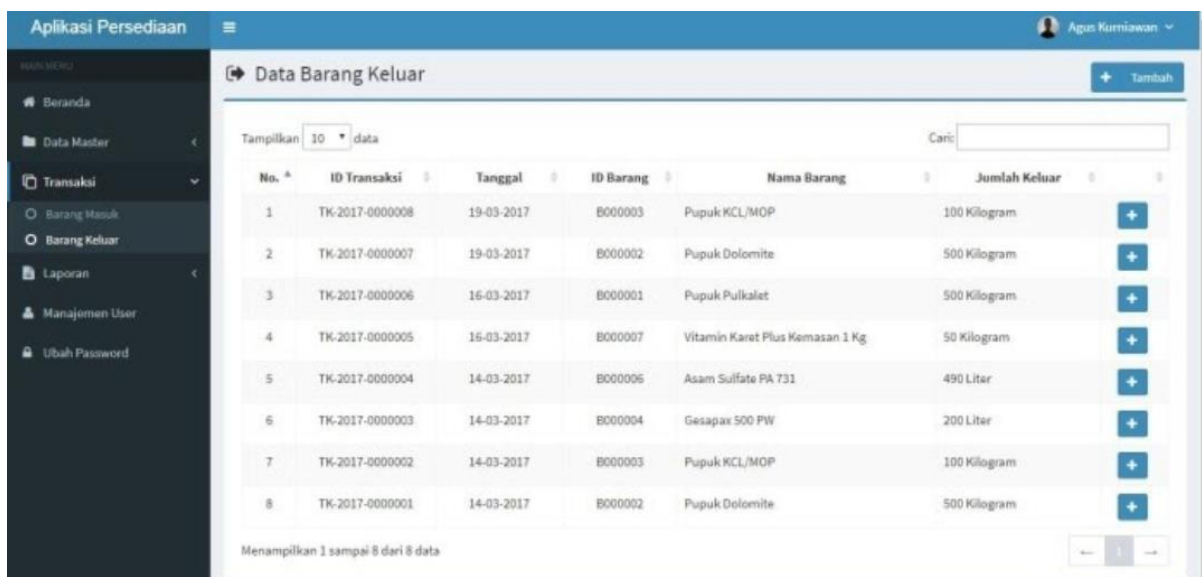 Aplikasi Persediaan
Agus Kurniawan
MAIN MENU
Beranda
Data Master
Transaksi
Barang Masuk
Barang Keluar
Laporan
Manajemen User
Ubah Password
Data Barang Keluar
Tambah
Tampilkan 10 data
Cari:
No. ID Transaksi Tanggal ID Barang Nama Barang Jumlah Keluar
1 TK-2017-0000008 19-03-2017 B000003 Pupuk KCL/MOP 100 Kilogram
2 TK-2017-0000007 19-03-2017 B000002 Pupuk Dolomite 500 Kilogram
3 TK-2017-0000006 16-03-2017 B000001 Pupuk Pulkalet 500 Kilogram
4 TK-2017-0000005 16-03-2017 B000007 Vitamin Karet Plus Kemasan 1 Kg 50 Kilogram
5 TK-2017-0000004 14-03-2017 B000006 Asam Sulfate PA 731 490 Liter
6 TK-2017-0000003 14-03-2017 B000004 Gesapax 500 PW 200 Liter
7 TK-2017-0000002 14-03-2017 B000003 Pupuk KCL/MOP 100 Kilogram
8 TK-2017-0000001 14-03-2017 B000002 Pupuk Dolomite 500 Kilogram
Menampilkan 1 sampai 8 dari 8 data
← 1 →